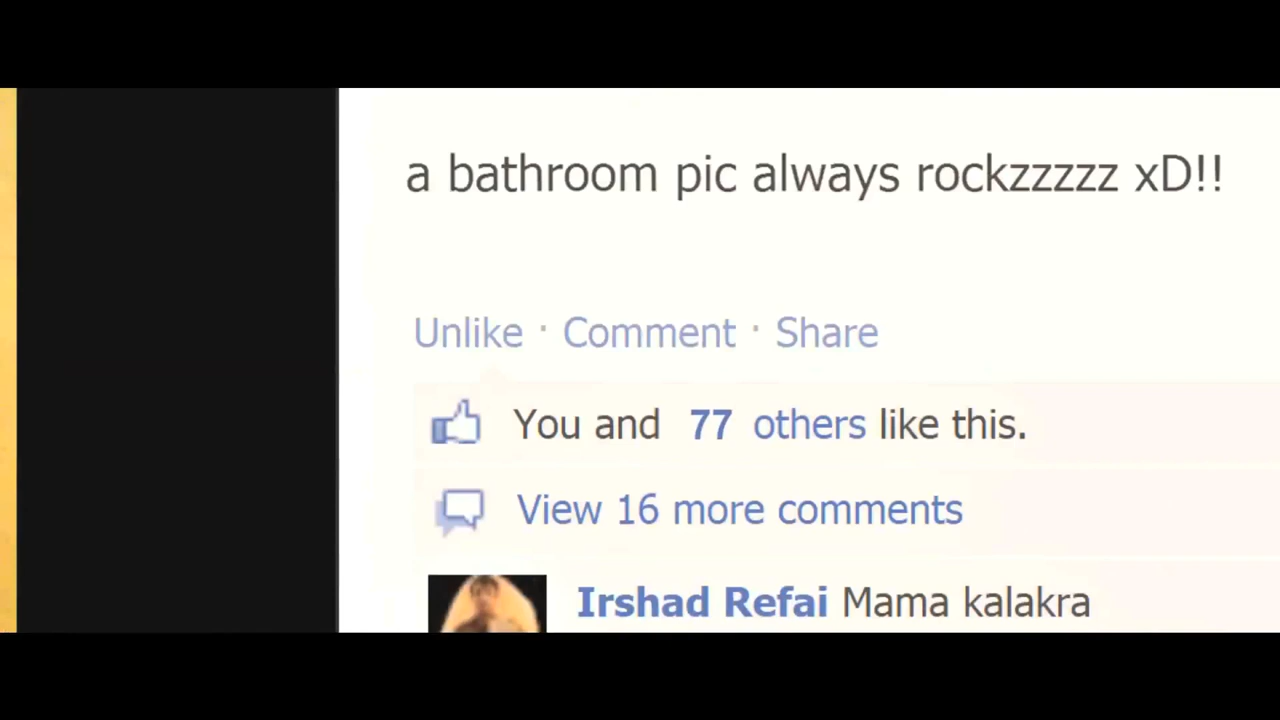 a bathroom pic always rockzzzzz xD!!
Unlike · Comment · Share
You and 77 others like this.
View 16 more comments
Irshad Refai Mama kalakra